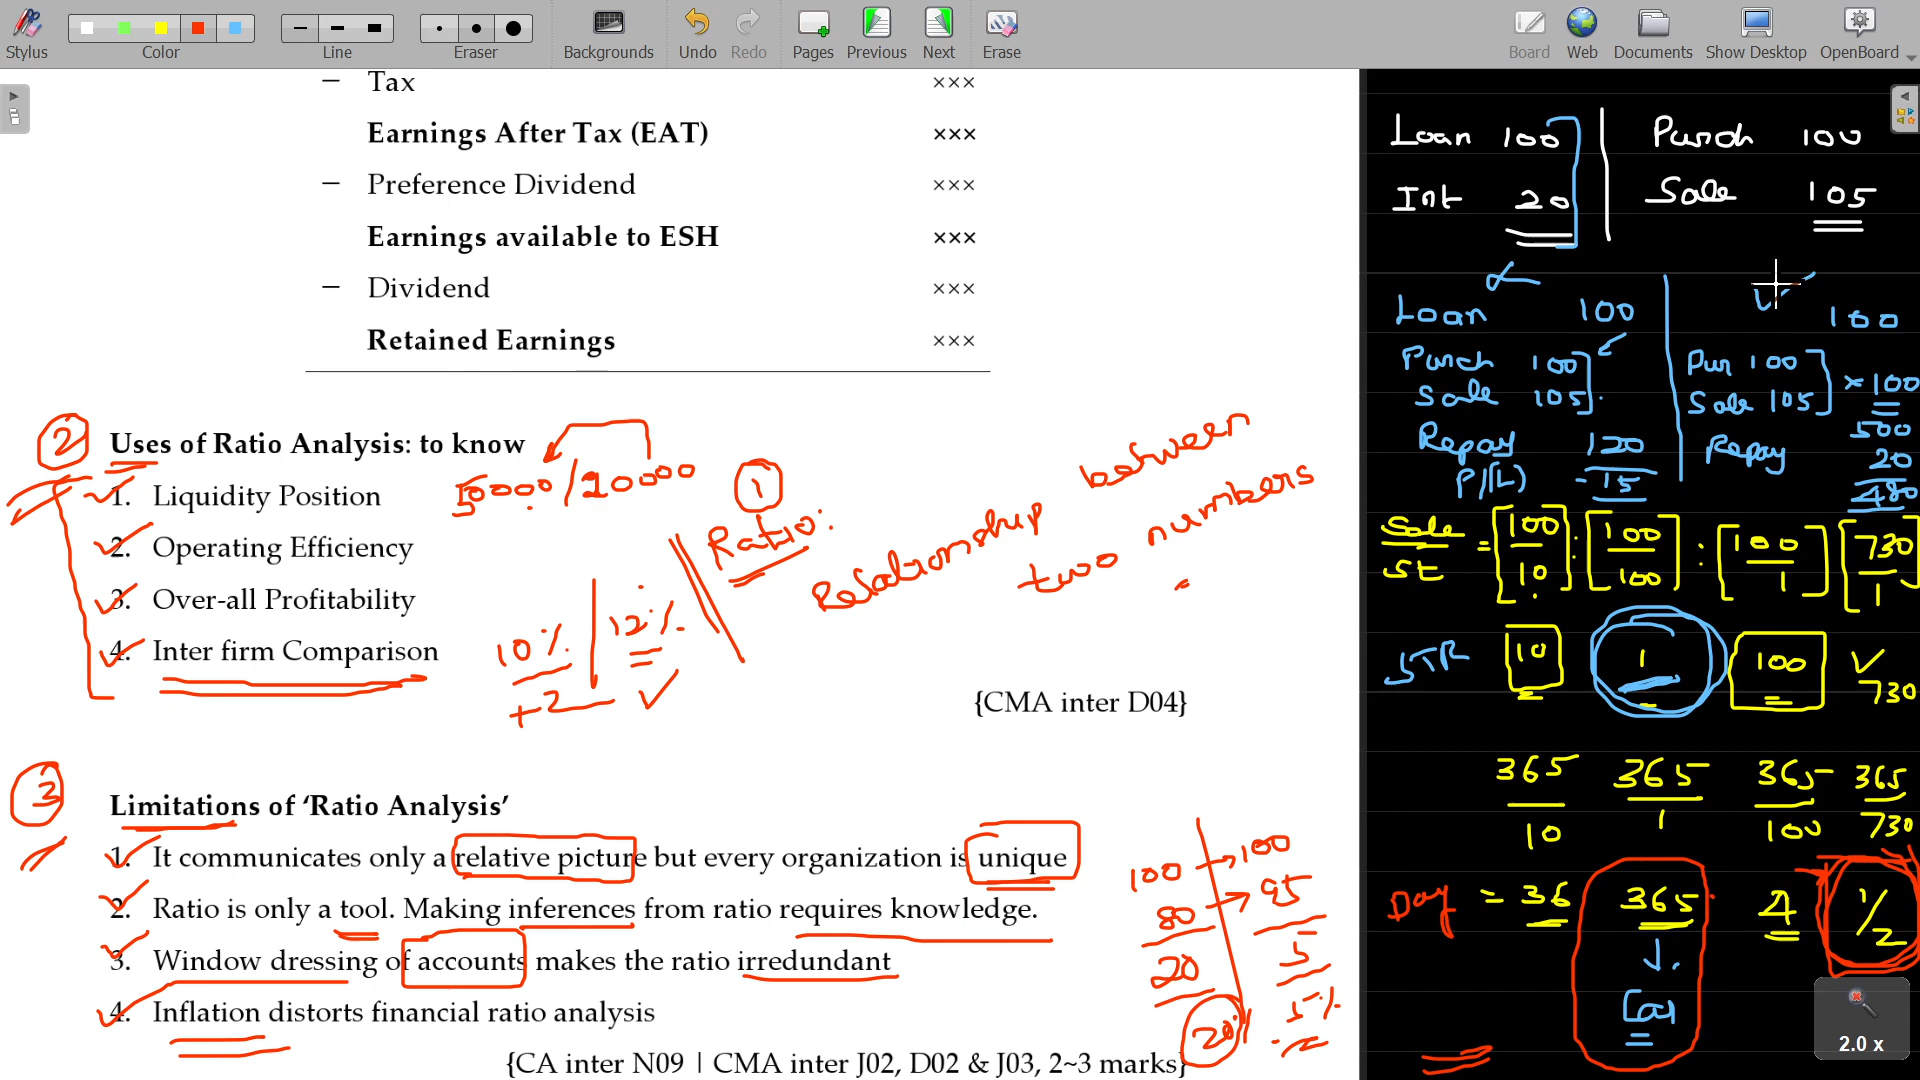 Stylus Color Line Eraser Backgrounds Undo Redo Pages Previous Next Erase Board Web Documents Show Desktop OpenBoard
– Tax ×××
Earnings After Tax (EAT) ×××
– Preference Dividend ×××
Earnings available to ESH ×××
– Dividend ×××
Retained Earnings ×××
2 Uses of Ratio Analysis: to know
1. Liquidity Position
2. Operating Efficiency
3. Over-all Profitability
4. Inter firm Comparison
10% 12%
+2
1
Ratio:
Relationship between
two numbers
{CMA inter D04}
3 Limitations of ‘Ratio Analysis’
1. It communicates only a relative picture but every organization is unique
2. Ratio is only a tool. Making inferences from ratio requires knowledge.
3. Window dressing of accounts makes the ratio irredundant
4. Inflation distorts financial ratio analysis
{CA inter N09 | CMA inter J02, D02 & J03, 2~3 marks}
100 → 100
80 → 95
20 5
20% 5%
Loan 100 Purch 100
Int 20 Sale 105
Loan 100 100
Purch 100 Pur 100
Sale 105 Sale 105 × 100
500
Repay 120 Repay 20
P/(L) - 15 480
Sale = [100 : [100 : [100 [730
St 10] 100] 1] 1]
STR 10 1 100 730
365 365 365 365
10 1 100 730
Day = 36 365 4 1/2
Car
2.0 x